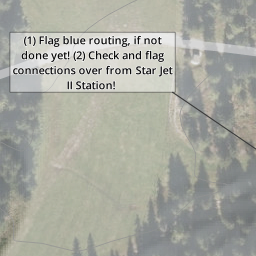 (1) Flag blue routing, if not
done yet! (2) Check and flag
connections over from Star Jet
II Station!